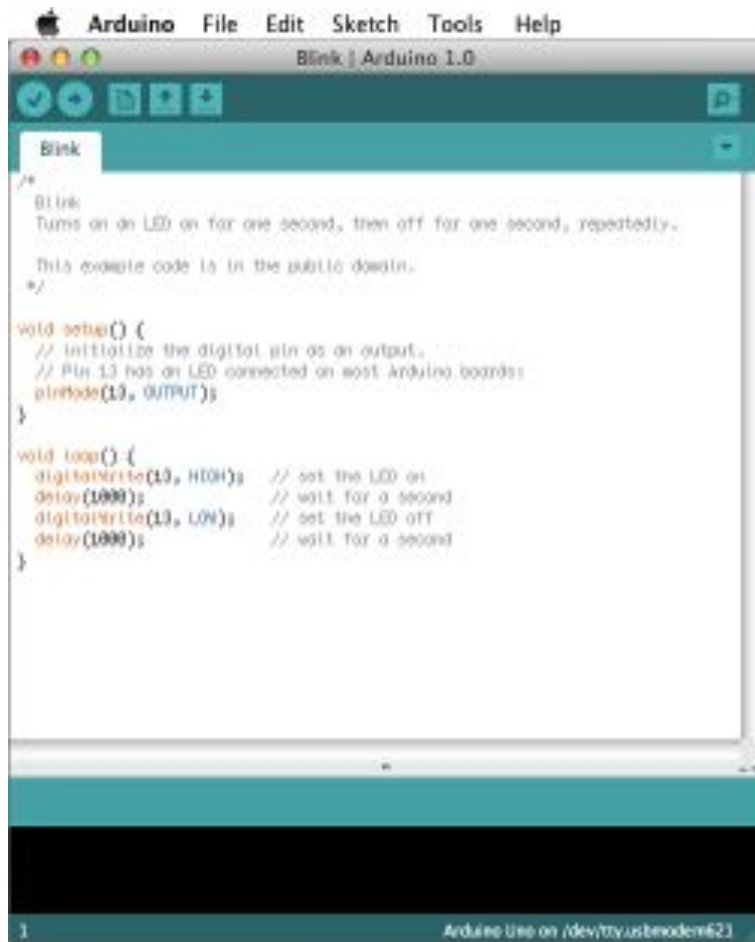 Arduino File Edit Sketch Tools Help
Blink | Arduino 1.0
Blink
/*
  Blink
  Turns on an LED on for one second, then off for one second, repeatedly.

  This example code is in the public domain.
 */

void setup() {
  // initialize the digital pin as an output.
  // Pin 13 has an LED connected on most Arduino boards:
  pinMode(13, OUTPUT);
}

void loop() {
  digitalWrite(13, HIGH);   // set the LED on
  delay(1000);              // wait for a second
  digitalWrite(13, LOW);    // set the LED off
  delay(1000);              // wait for a second
}
1
Arduino Uno on /dev/tty.usbmodem621